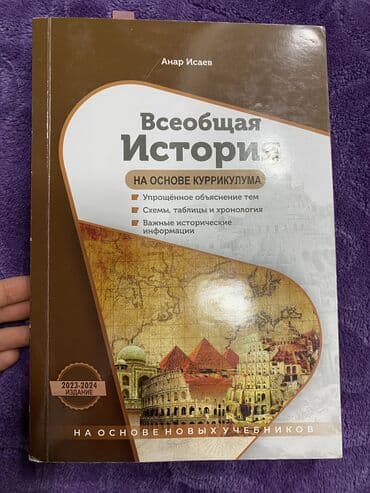 Анар Исаев
Всеобщая
История
НА ОСНОВЕ КУРРИКУЛУМА
Упрощённое объяснение тем
Схемы, таблицы и хронология
Важные исторические
информации
2023-2024
ИЗДАНИЕ
НА ОСНОВЕ НОВЫХ УЧЕБНИКОВ